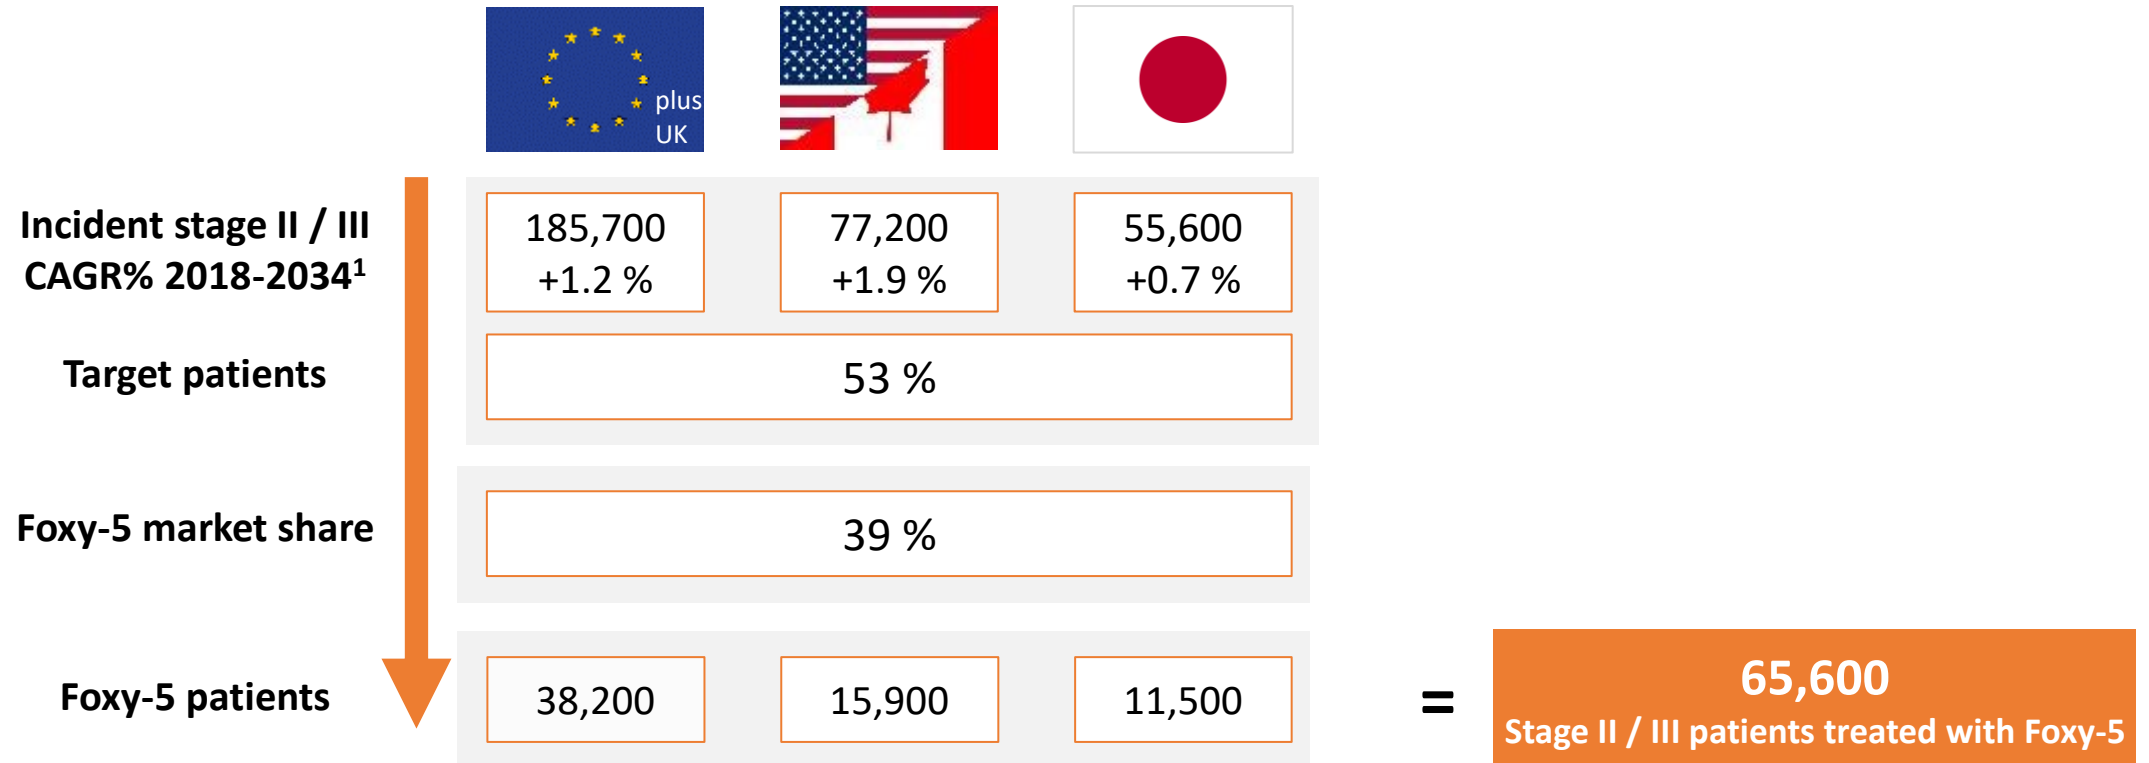 plus
UK
Incident stage II / III
CAGR% 2018-2034¹
185,700
+1.2 %
77,200
+1.9 %
55,600
+0.7 %
Target patients
53 %
Foxy-5 market share
39 %
Foxy-5 patients
38,200
15,900
11,500
=
65,600
Stage II / III patients treated with Foxy-5